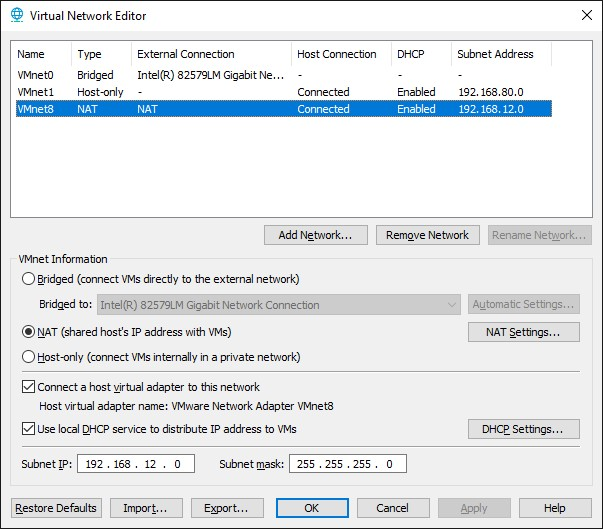 Virtual Network Editor
Name Type External Connection Host Connection DHCP Subnet Address
VMnet0 Bridged Intel(R) 82579LM Gigabit Ne... - - -
VMnet1 Host-only - Connected Enabled 192.168.80.0
VMnet8 NAT NAT Connected Enabled 192.168.12.0
Add Network... Remove Network Rename Network...
VMnet Information
Bridged (connect VMs directly to the external network)
Bridged to: Intel(R) 82579LM Gigabit Network Connection Automatic Settings...
NAT (shared host's IP address with VMs) NAT Settings...
Host-only (connect VMs internally in a private network)
Connect a host virtual adapter to this network
Host virtual adapter name: VMware Network Adapter VMnet8
Use local DHCP service to distribute IP address to VMs DHCP Settings...
Subnet IP: 192 . 168 . 12 . 0 Subnet mask: 255 . 255 . 255 . 0
Restore Defaults Import... Export... OK Cancel Apply Help